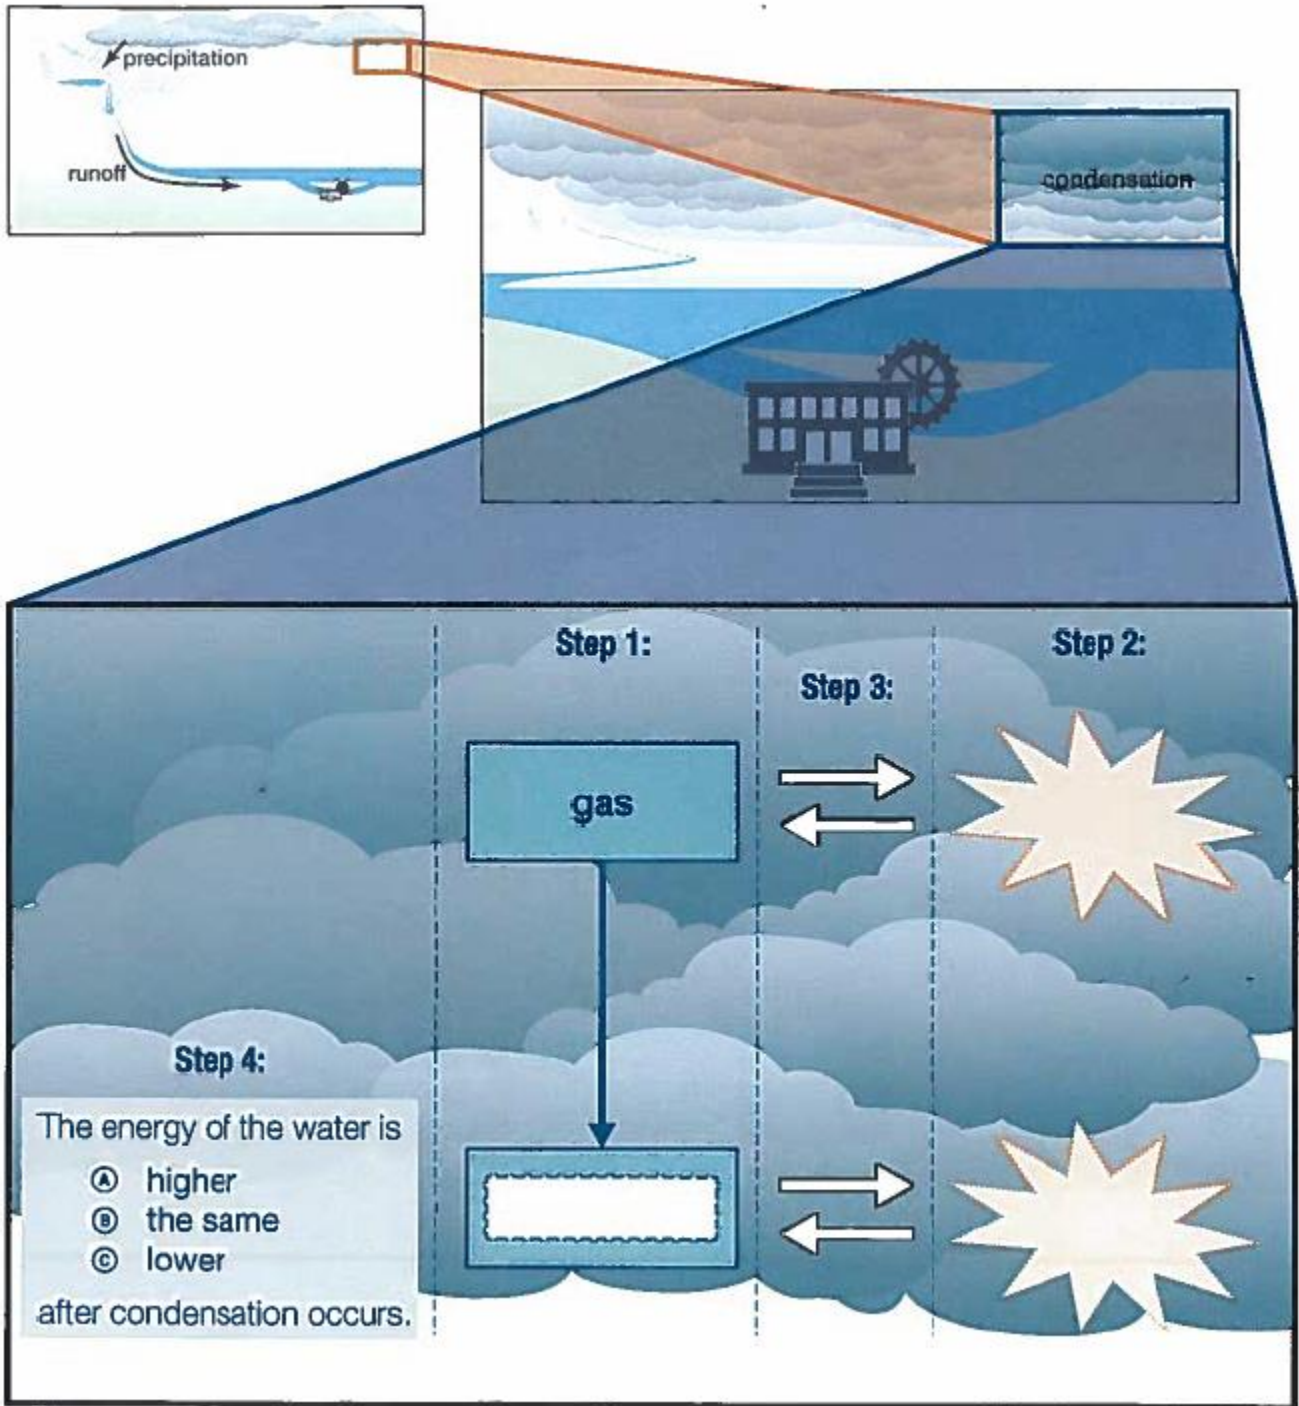 precipitation
runoff
condensation
Step 1:
Step 2:
Step 3:
gas
Step 4:
The energy of the water is
Ⓐ higher
Ⓑ the same
Ⓒ lower
after condensation occurs.